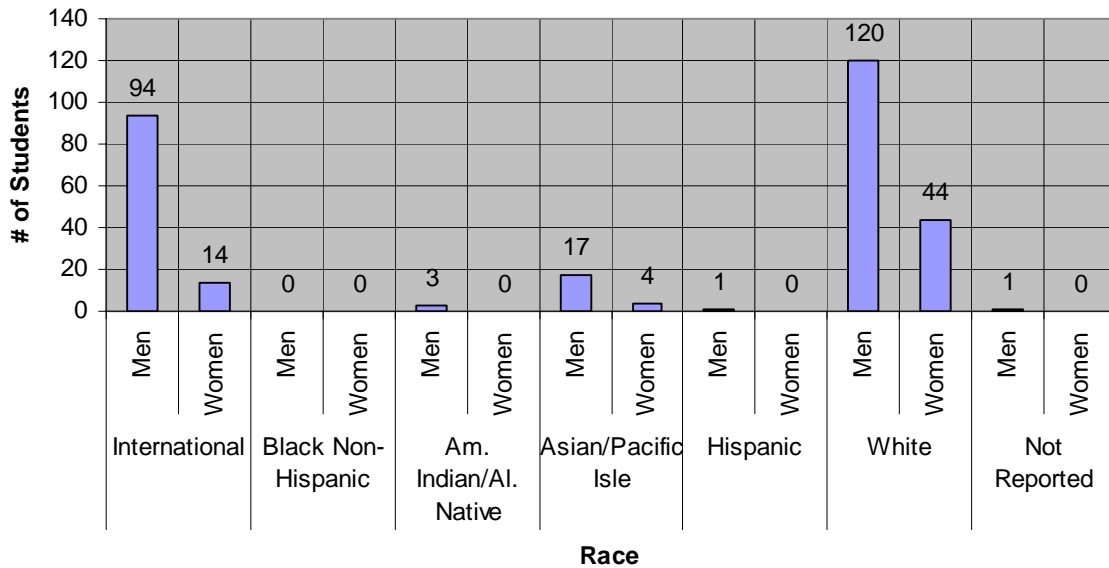 # of Students
140
120
100
80
60
40
20
0
94
14
0
0
3
0
17
4
1
0
120
44
1
0
Men
Women
Men
Women
Men
Women
Men
Women
Men
Women
Men
Women
Men
Women
International
Black Non-
Hispanic
Am.
Indian/Al.
Native
Asian/Pacific
Isle
Hispanic
White
Not
Reported
Race